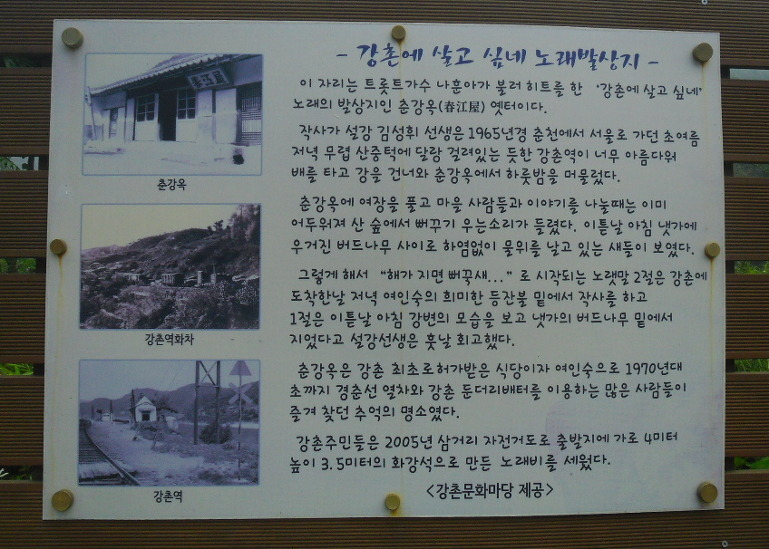 - 강촌에 살고 싶네 노래발상지 -
이 자리는 트롯트가수 나훈아가 불러 히트를 한 '강촌에 살고 싶네'
노래의 발상지인 춘강옥(春江屋) 옛터이다.
작사가 설강 김성휘 선생은 1965년경 춘천에서 서울로 가던 초여름
저녁 무렵 산중턱에 달랑 걸려있는 듯한 강촌역이 너무 아름다워
배를 타고 강을 건너와 춘강옥에서 하룻밤을 머물렀다.
춘강옥에 여장을 풀고 마을 사람들과 이야기를 나눌때는 이미
어두워져 산 숲에서 뻐꾸기 우는소리가 들렸다. 이튿날 아침 냇가에
우거진 버드나무 사이로 하염없이 물위를 날고 있는 새들이 보였다.
그렇게 해서 "해가 지면 뻐꾹새..." 로 시작되는 노랫말 2절은 강촌에
도착한날 저녁 여인숙의 희미한 등잔불 밑에서 작사를 하고
1절은 이튿날 아침 강변의 모습을 보고 냇가의 버드나무 밑에서
지었다고 설강선생은 훗날 회고했다.
춘강옥은 강촌 최초로허가받은 식당이자 여인숙으로 1970년대
초까지 경춘선 열차와 강촌 둔더리배터를 이용하는 많은 사람들이
즐겨 찾던 추억의 명소였다.
강촌주민들은 2005년 삼거리 자전거도로 출발지에 가로 4미터
높이 3.5미터의 화강석으로 만든 노래비를 세웠다.
<강촌문화마당 제공>
춘강옥
강촌역화차
강촌역